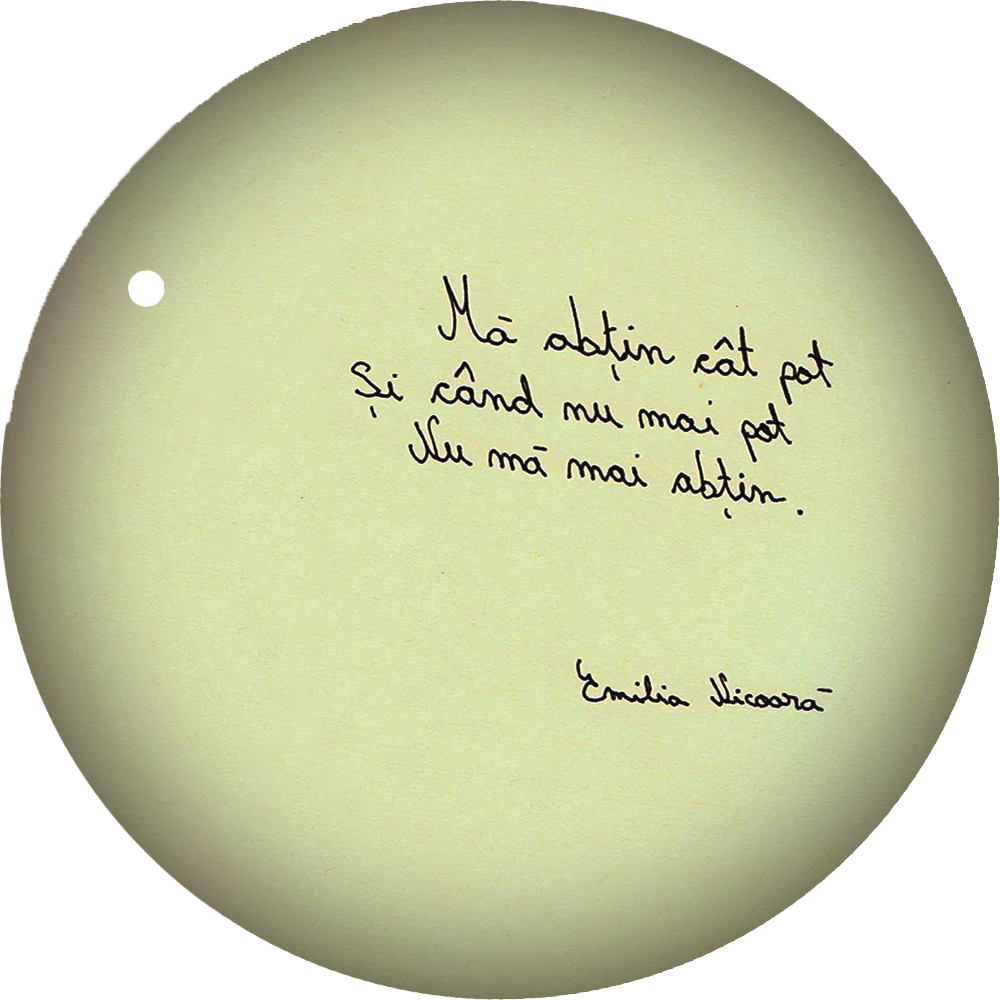 Mă abțin cât pot
Și când nu mai pot
Nu mă mai abțin.
Emilia Nicoară